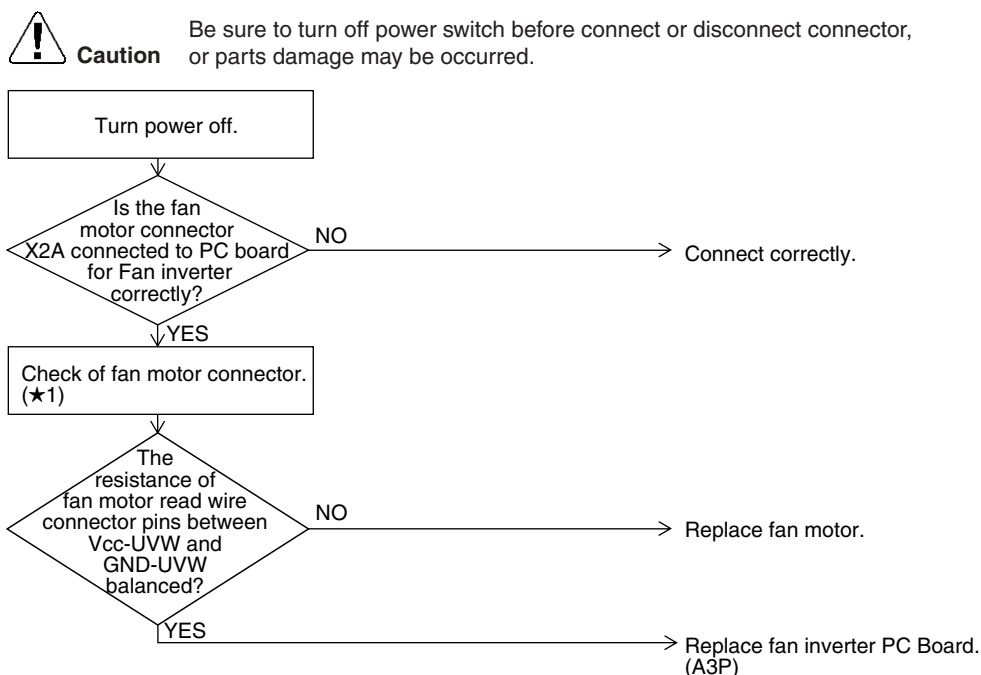 Be sure to turn off power switch before connect or disconnect connector,
Caution or parts damage may be occurred.
Turn power off.
Is the fan
motor connector
X2A connected to PC board
for Fan inverter
correctly?
NO
Connect correctly.
YES
Check of fan motor connector.
(★1)
The
resistance of
fan motor read wire
connector pins between
Vcc-UVW and
GND-UVW
balanced?
NO
Replace fan motor.
YES
Replace fan inverter PC Board.
(A3P)